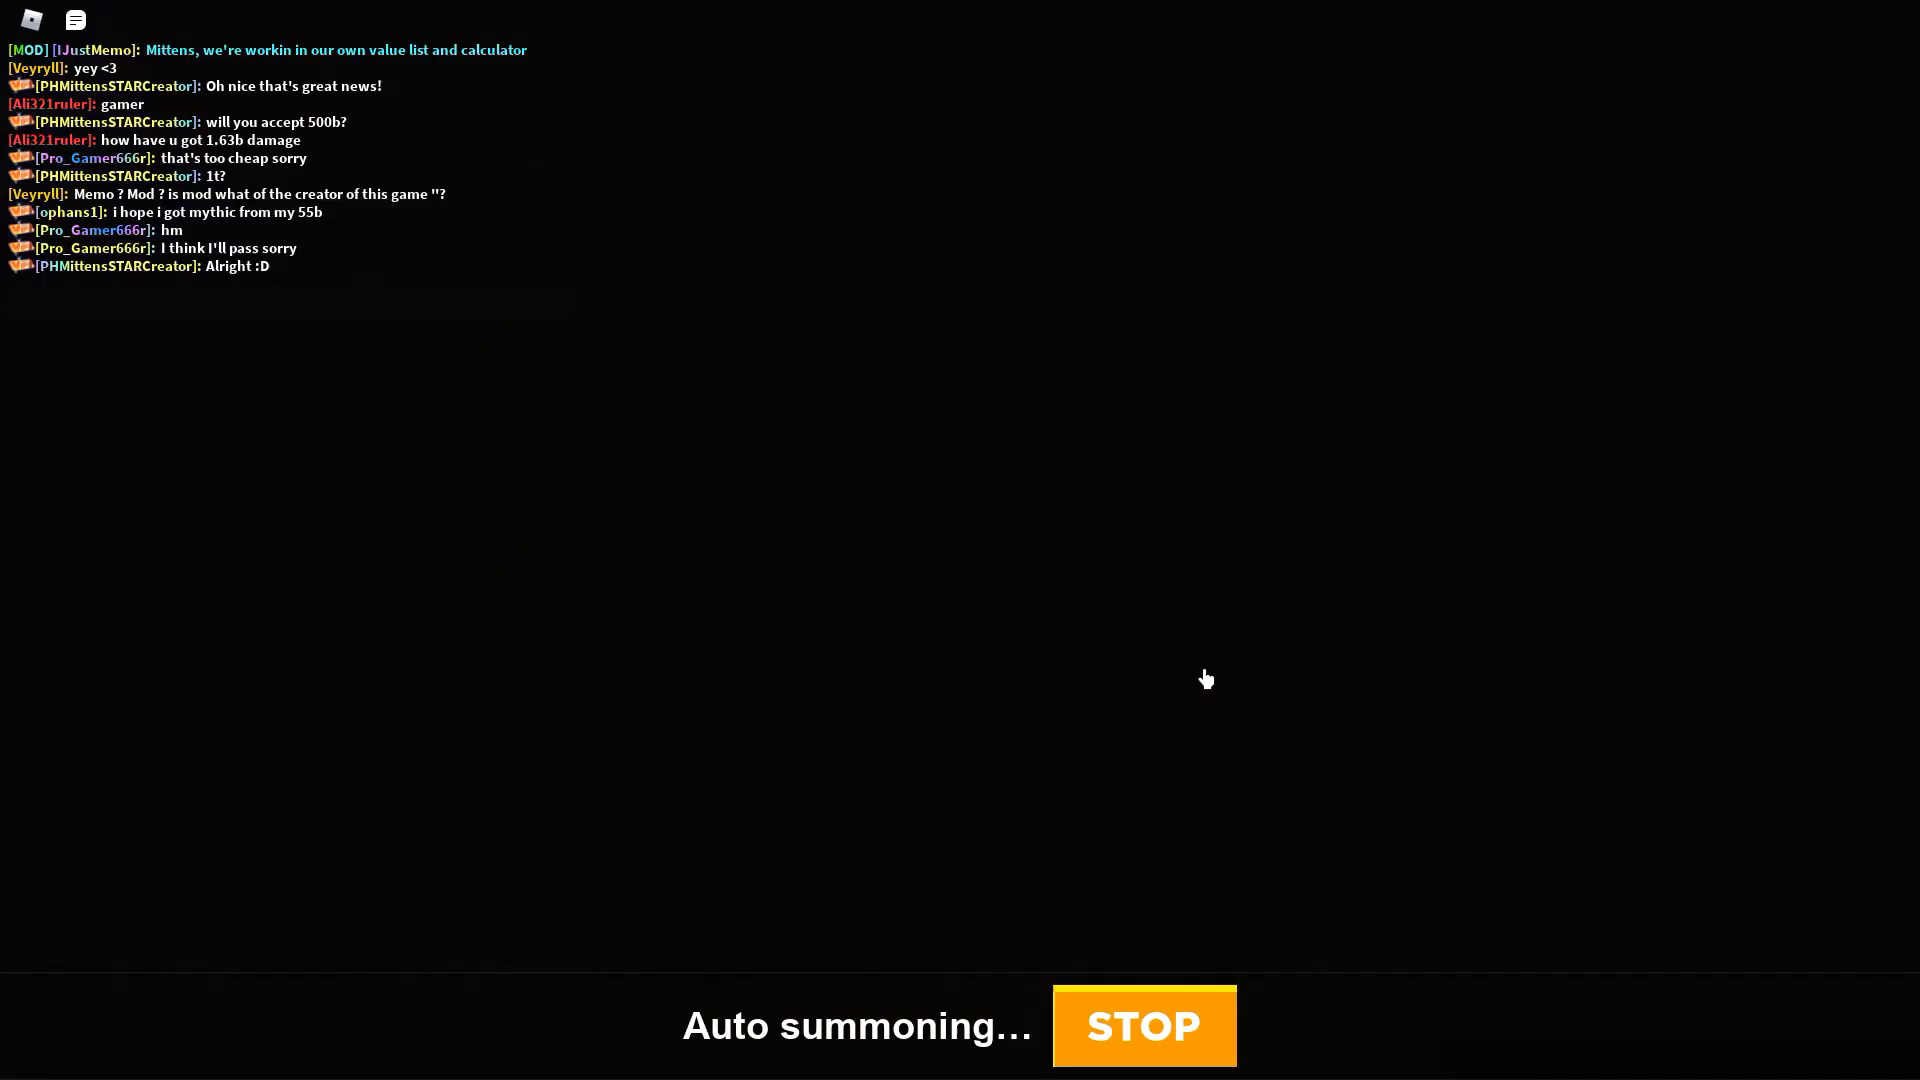 [MOD] [IJustMemo]: Mittens, we're workin in our own value list and calculator
[Veyryll]: yey <3
[PHMittensSTARCreator]: Oh nice that's great news!
[Ali321ruler]: gamer
[PHMittensSTARCreator]: will you accept 500b?
[Ali321ruler]: how have u got 1.63b damage
[Pro_Gamer666r]: that's too cheap sorry
[PHMittensSTARCreator]: 1t?
[Veyryll]: Memo ? Mod ? is mod what of the creator of this game "?
[ophans1]: i hope i got mythic from my 55b
[Pro_Gamer666r]: hm
[Pro_Gamer666r]: I think I'll pass sorry
[PHMittensSTARCreator]: Alright :D
Auto summoning...
STOP